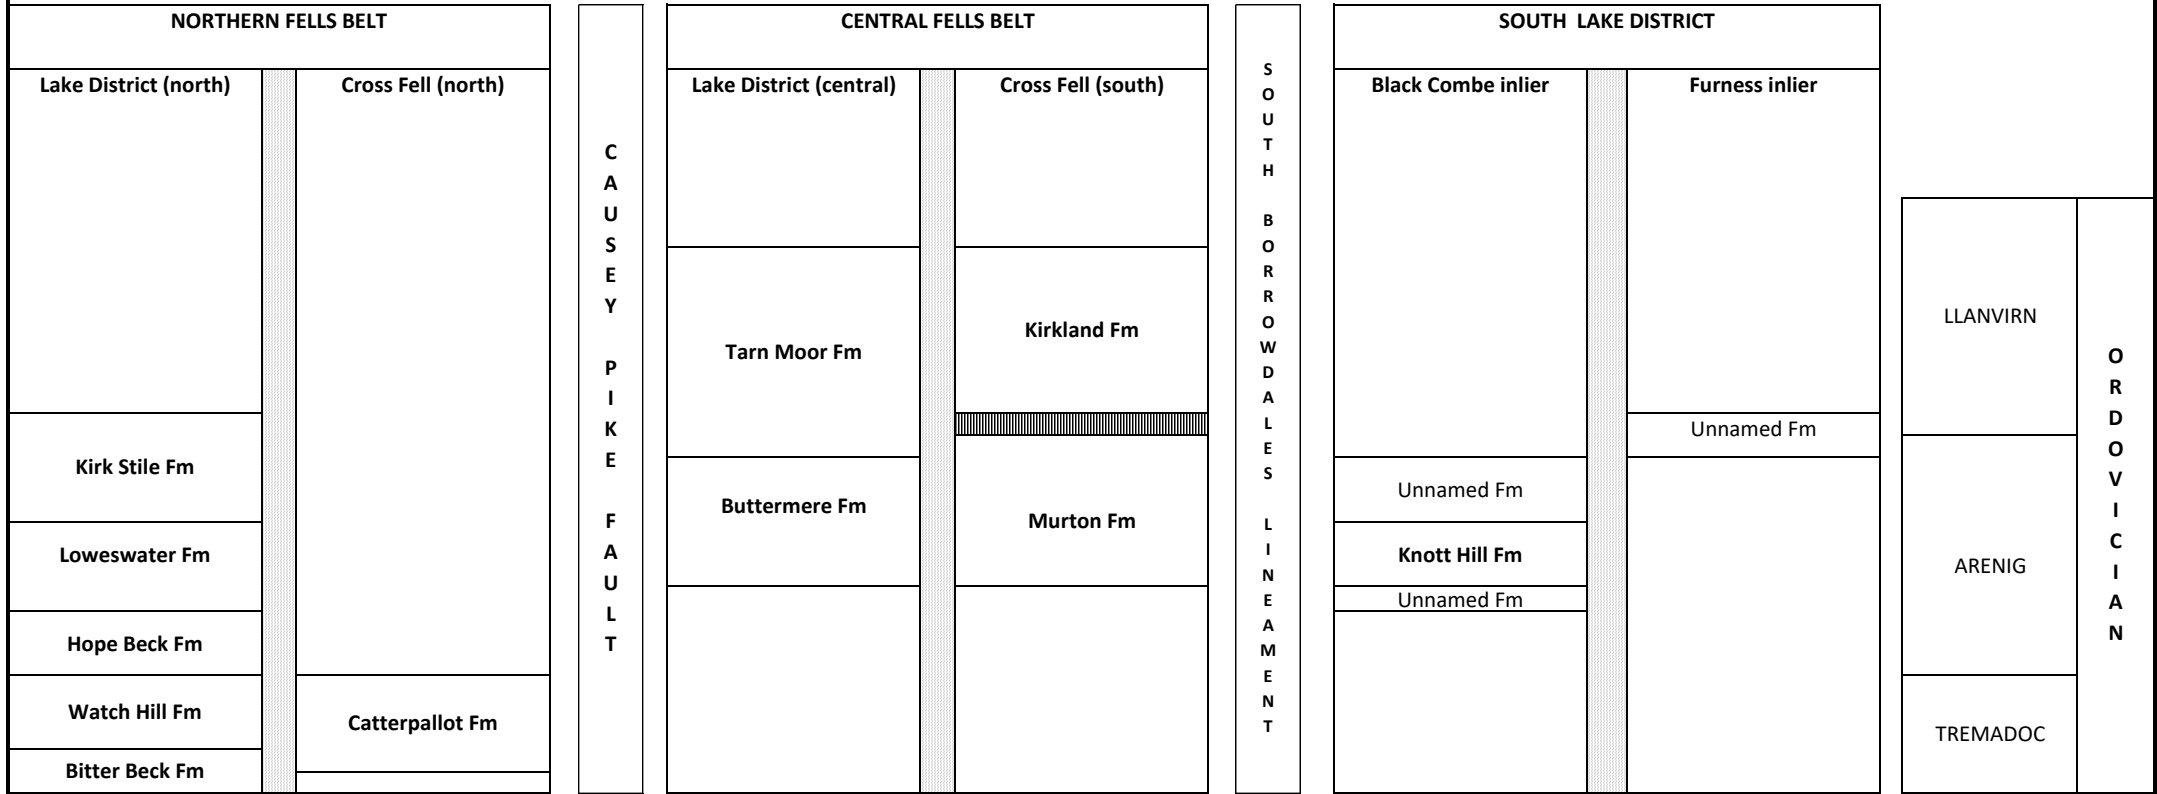 NORTHERN FELLS BELT
Lake District (north)
Cross Fell (north)
Kirk Stile Fm
Loweswater Fm
Hope Beck Fm
Watch Hill Fm
Bitter Beck Fm
Catterpallot Fm
CAUSEY PIKE FAULT
CENTRAL FELLS BELT
Lake District (central)
Cross Fell (south)
Tarn Moor Fm
Buttermere Fm
Kirkland Fm
Murton Fm
SOUTH BORROWDALES LINEAMENT
SOUTH LAKE DISTRICT
Black Combe inlier
Furness inlier
Unnamed Fm
Knott Hill Fm
Unnamed Fm
Unnamed Fm
LLANVIRN
ARENIG
TREMADOC
ORDOVICIAN